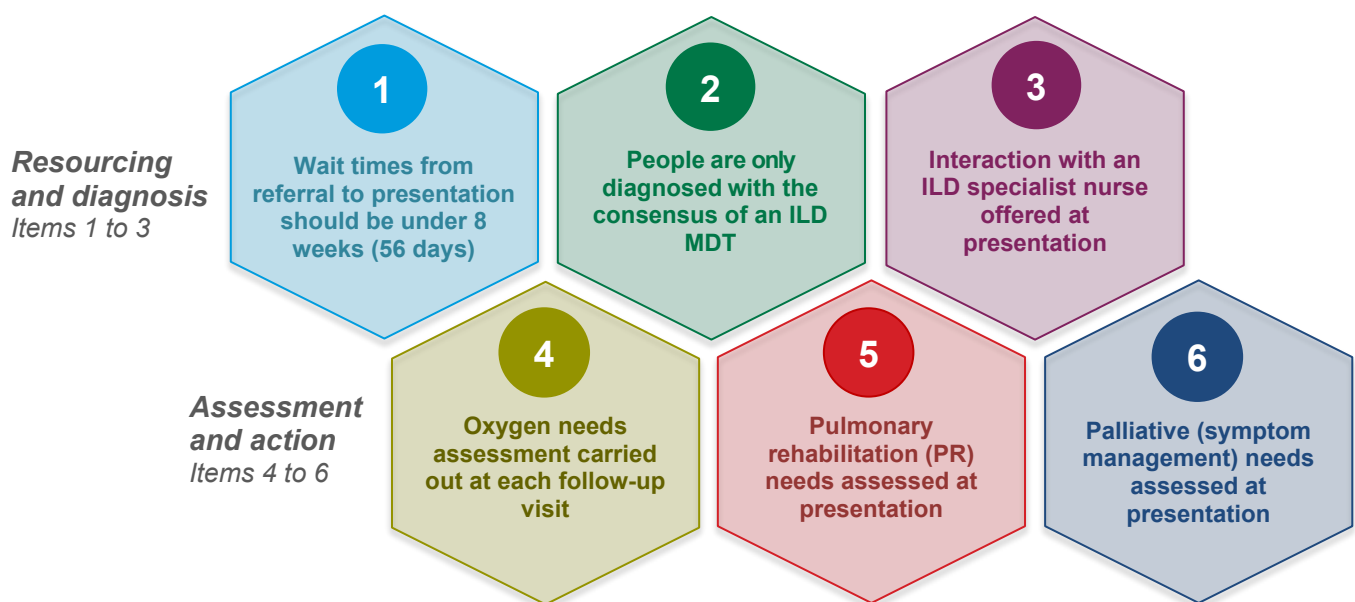 Resourcing
and diagnosis
Items 1 to 3
1
Wait times from
referral to presentation
should be under 8
weeks (56 days)
2
People are only
diagnosed with the
consensus of an ILD
MDT
3
Interaction with an
ILD specialist nurse
offered at
presentation
Assessment
and action
Items 4 to 6
4
Oxygen needs
assessment carried
out at each follow-up
visit
5
Pulmonary
rehabilitation (PR)
needs assessed at
presentation
6
Palliative (symptom
management) needs
assessed at
presentation